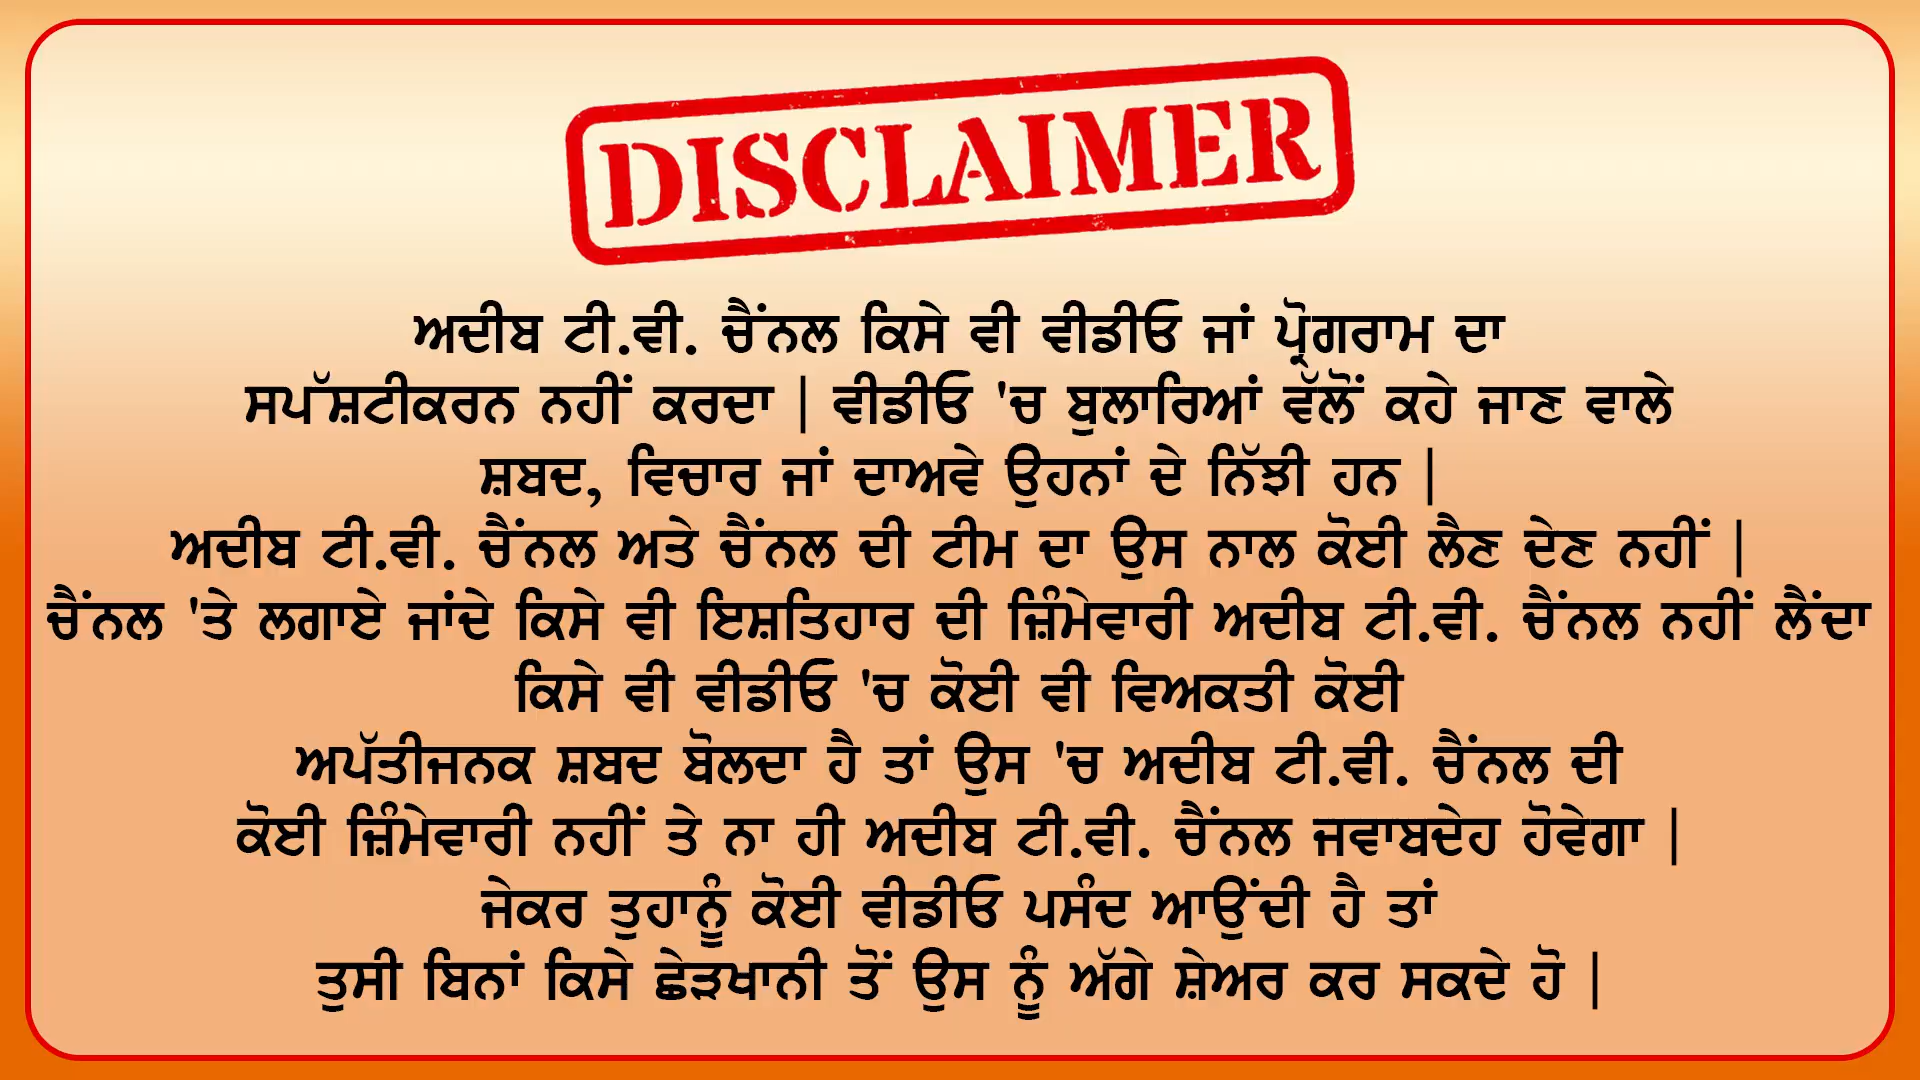 DISCLAIMER
ਅਦੀਬ ਟੀ.ਵੀ. ਚੈਂਨਲ ਕਿਸੇ ਵੀ ਵੀਡੀਓ ਜਾਂ ਪ੍ਰੋਗਰਾਮ ਦਾ
ਸਪੱਸ਼ਟੀਕਰਨ ਨਹੀਂ ਕਰਦਾ | ਵੀਡੀਓ 'ਚ ਬੁਲਾਰਿਆਂ ਵੱਲੋਂ ਕਹੇ ਜਾਣ ਵਾਲੇ
ਸ਼ਬਦ, ਵਿਚਾਰ ਜਾਂ ਦਾਅਵੇ ਉਹਨਾਂ ਦੇ ਨਿੱਝੀ ਹਨ |
ਅਦੀਬ ਟੀ.ਵੀ. ਚੈਂਨਲ ਅਤੇ ਚੈਂਨਲ ਦੀ ਟੀਮ ਦਾ ਉਸ ਨਾਲ ਕੋਈ ਲੈਣ ਦੇਣ ਨਹੀਂ |
ਚੈਂਨਲ 'ਤੇ ਲਗਾਏ ਜਾਂਦੇ ਕਿਸੇ ਵੀ ਇਸ਼ਤਿਹਾਰ ਦੀ ਜ਼ਿੰਮੇਵਾਰੀ ਅਦੀਬ ਟੀ.ਵੀ. ਚੈਂਨਲ ਨਹੀਂ ਲੈਂਦਾ
ਕਿਸੇ ਵੀ ਵੀਡੀਓ 'ਚ ਕੋਈ ਵੀ ਵਿਅਕਤੀ ਕੋਈ
ਅਪੱਤੀਜਨਕ ਸ਼ਬਦ ਬੋਲਦਾ ਹੈ ਤਾਂ ਉਸ 'ਚ ਅਦੀਬ ਟੀ.ਵੀ. ਚੈਂਨਲ ਦੀ
ਕੋਈ ਜ਼ਿੰਮੇਵਾਰੀ ਨਹੀਂ ਤੇ ਨਾ ਹੀ ਅਦੀਬ ਟੀ.ਵੀ. ਚੈਂਨਲ ਜਵਾਬਦੇਹ ਹੋਵੇਗਾ |
ਜੇਕਰ ਤੁਹਾਨੂੰ ਕੋਈ ਵੀਡੀਓ ਪਸੰਦ ਆਉਂਦੀ ਹੈ ਤਾਂ
ਤੁਸੀ ਬਿਨਾਂ ਕਿਸੇ ਛੇੜਖਾਨੀ ਤੋਂ ਉਸ ਨੂੰ ਅੱਗੇ ਸ਼ੇਅਰ ਕਰ ਸਕਦੇ ਹੋ |